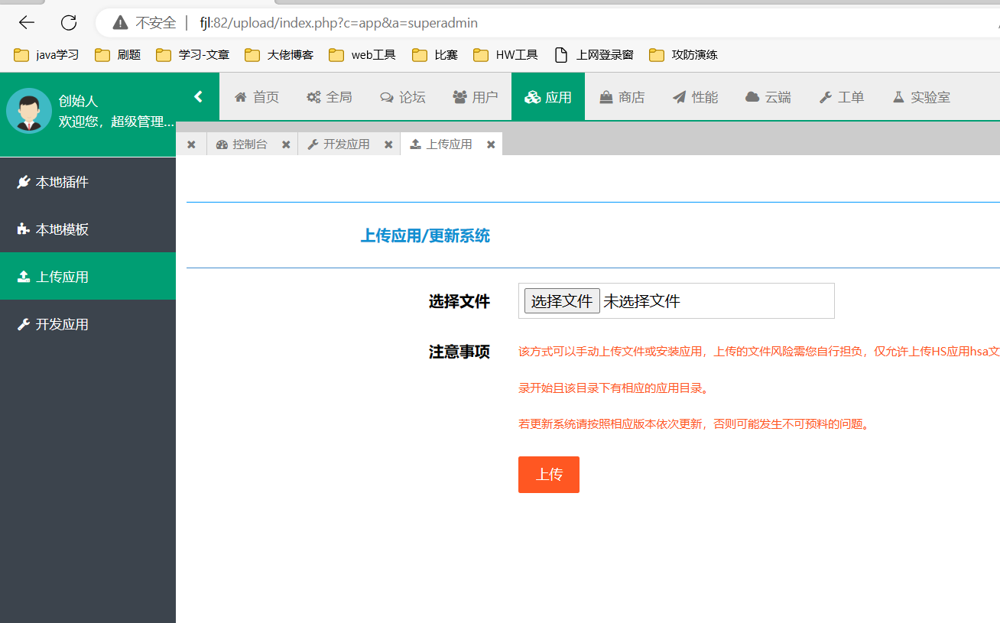 不安全 fjl:82/upload/index.php?c=app&a=superadmin
java学习 刷题 学习-文章 大佬博客 web工具 比赛 HW工具 上网登录窗 攻防演练
创始人
欢迎您，超级管理...
首页 全局 论坛 用户 应用 商店 性能 云端 工单 实验室
控制台 开发应用 上传应用
本地插件
本地模板
上传应用
开发应用
上传应用/更新系统
选择文件 选择文件 未选择文件
注意事项 该方式可以手动上传文件或安装应用，上传的文件风险需您自行担负，仅允许上传HS应用hsa文
录开始且该目录下有相应的应用目录。
若更新系统请按照相应版本依次更新，否则可能发生不可预料的问题。
上传